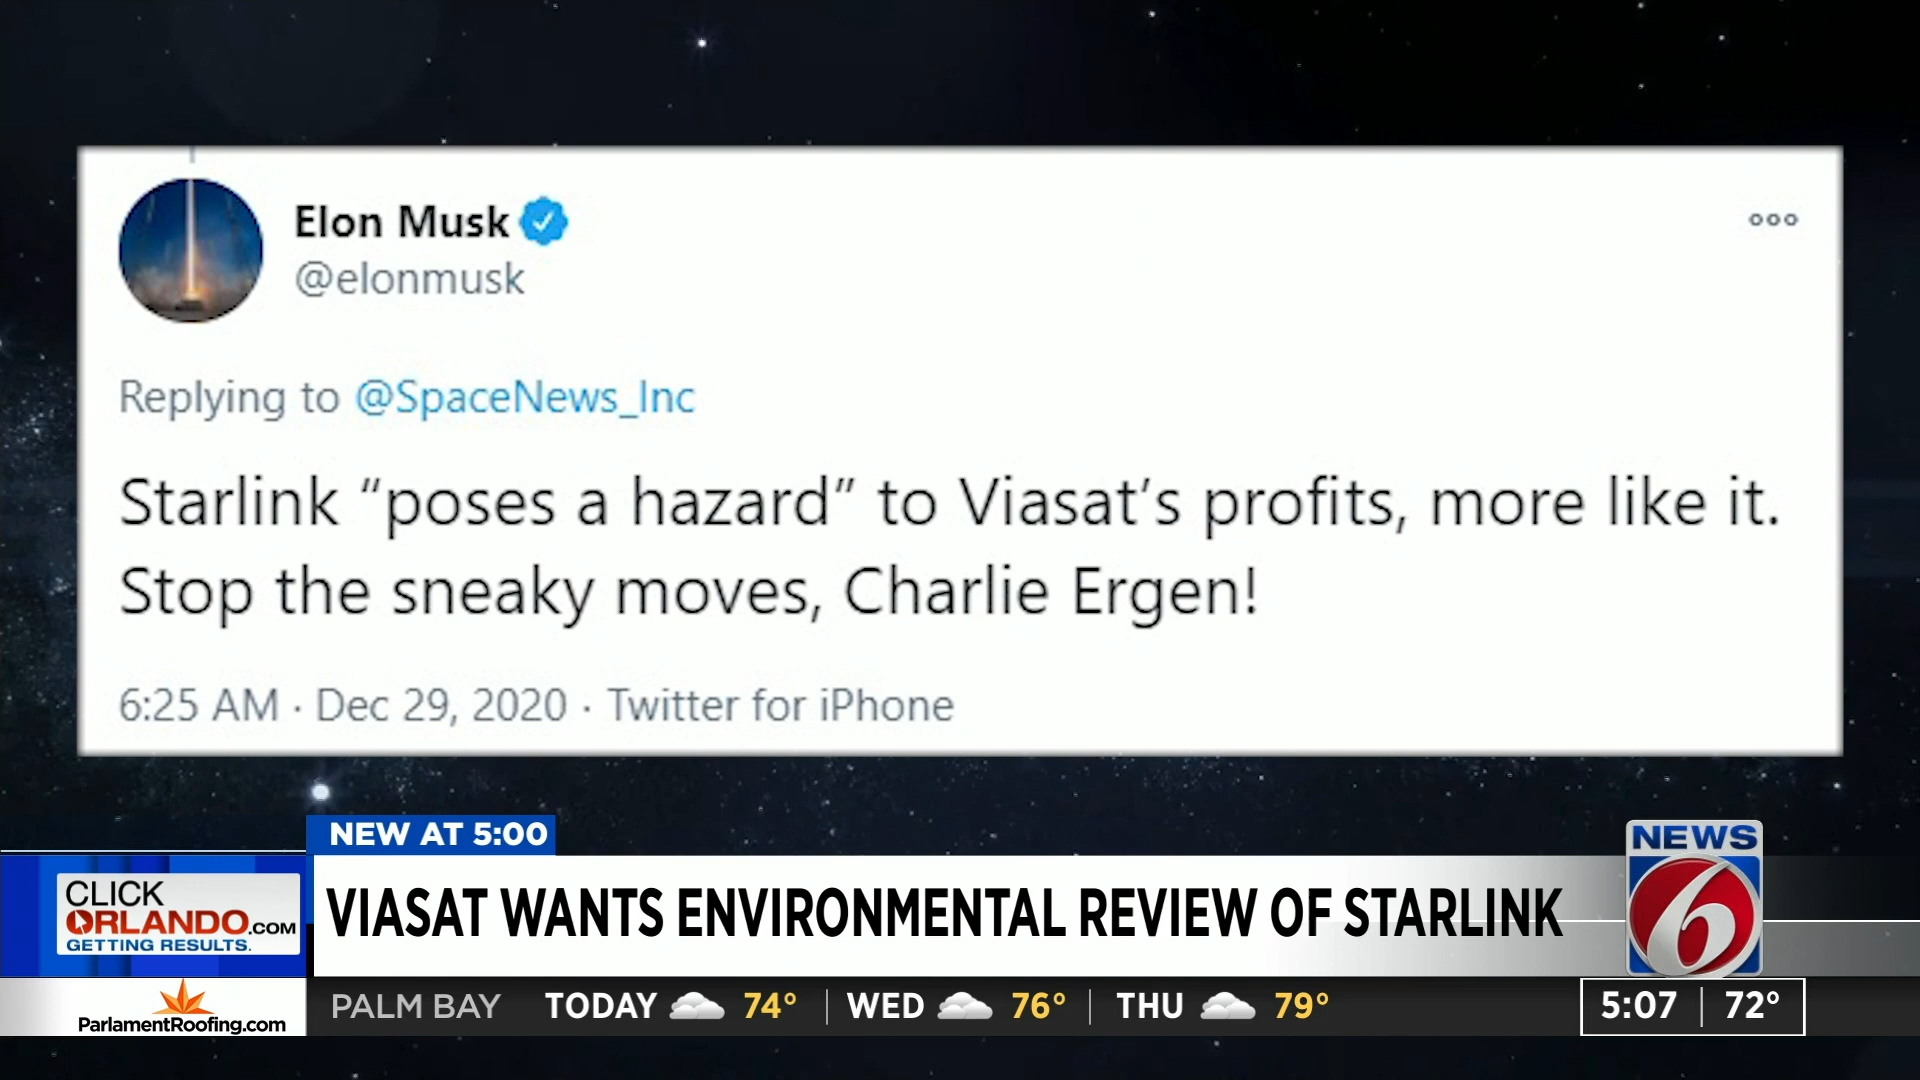 Elon Musk
@elonmusk
Replying to @SpaceNews_Inc
Starlink “poses a hazard” to Viasat’s profits, more like it.
Stop the sneaky moves, Charlie Ergen!
6:25 AM · Dec 29, 2020 · Twitter for iPhone
NEW AT 5:00
VIASAT WANTS ENVIRONMENTAL REVIEW OF STARLINK
CLICK
ORLANDO.COM
GETTING RESULTS.
NEWS
6
ParlamentRoofing.com
PALM BAY TODAY 74° | WED 76° | THU 79°
5:07 | 72°